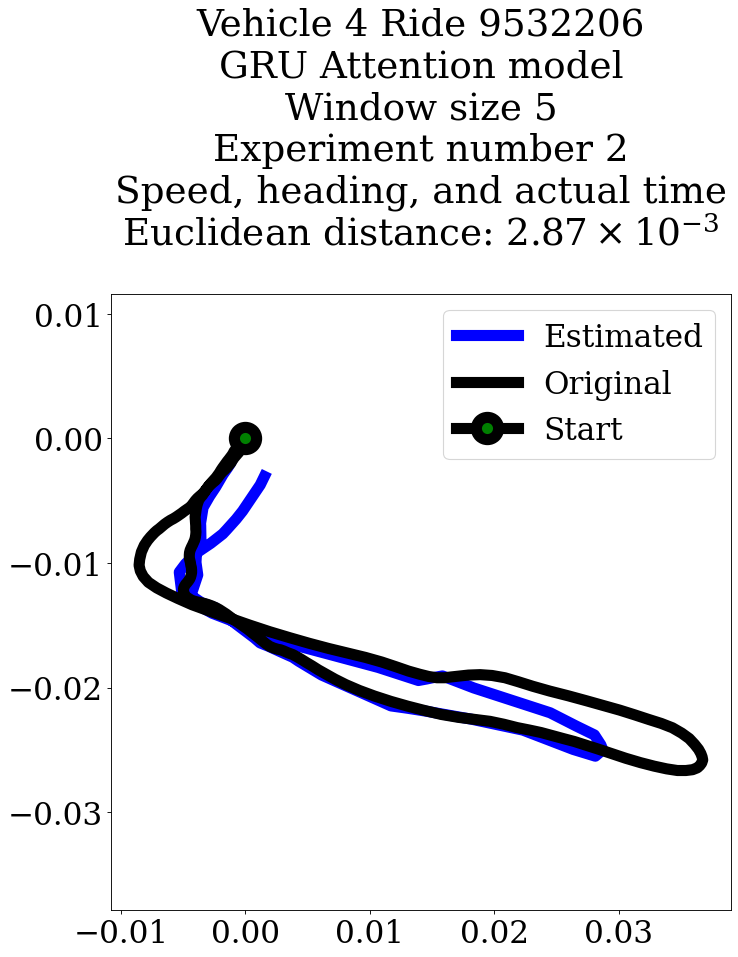 Vehicle 4 Ride 9532206
GRU Attention model
Window size 5
Experiment number 2
Speed, heading, and actual time
Euclidean distance: 2.87 × 10⁻³
Estimated
Original
Start
0.01
0.00
−0.01
−0.02
−0.03
−0.01 0.00 0.01 0.02 0.03